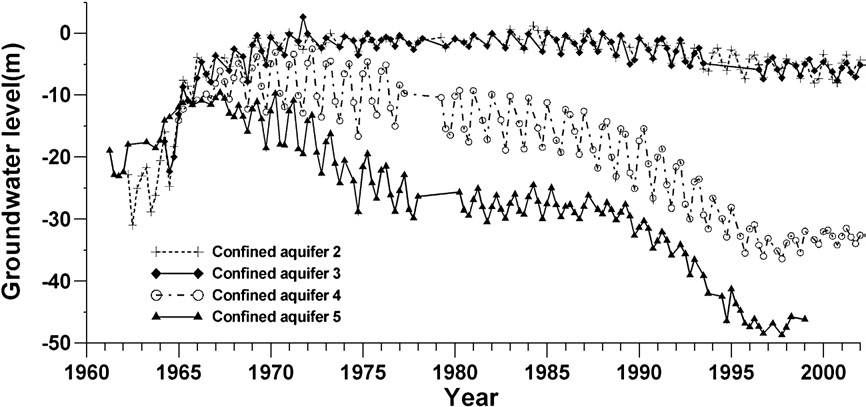 Groundwater level(m)
0
-10
-20
-30
-40
-50
Confined aquifer 2
Confined aquifer 3
Confined aquifer 4
Confined aquifer 5
1960 1965 1970 1975 1980 1985 1990 1995 2000
Year